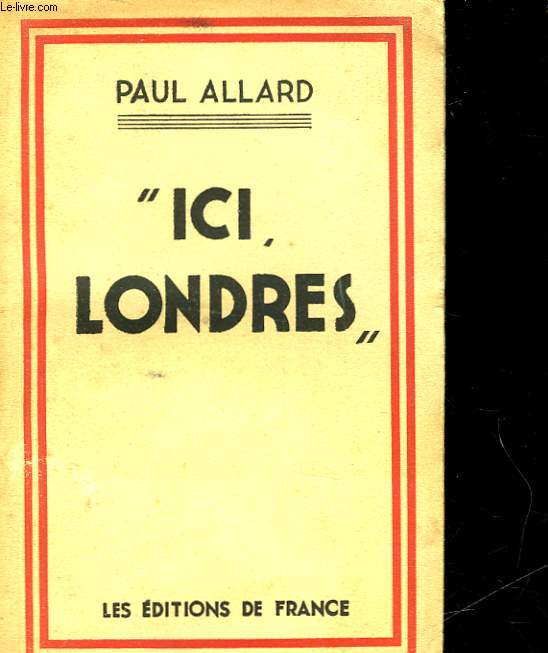 Le-livre.com
PAUL ALLARD
"ICI,
LONDRES"
LES ÉDITIONS DE FRANCE